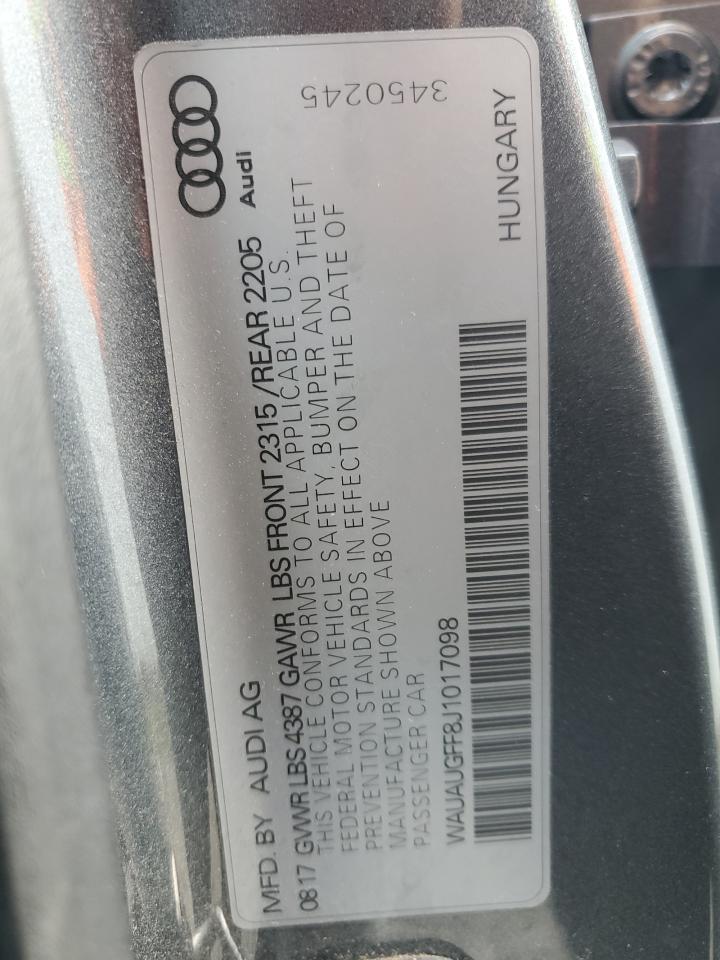 MFD. BY AUDI AG
Audi
0817 GVWR LBS 4387 GAWR LBS FRONT 2315 /REAR 2205
THIS VEHICLE CONFORMS TO ALL APPLICABLE U.S.
FEDERAL MOTOR VEHICLE SAFETY, BUMPER AND THEFT
PREVENTION STANDARDS IN EFFECT ON THE DATE OF
MANUFACTURE SHOWN ABOVE
PASSENGER CAR
3450245
WAUAUGFF8J1017098
HUNGARY